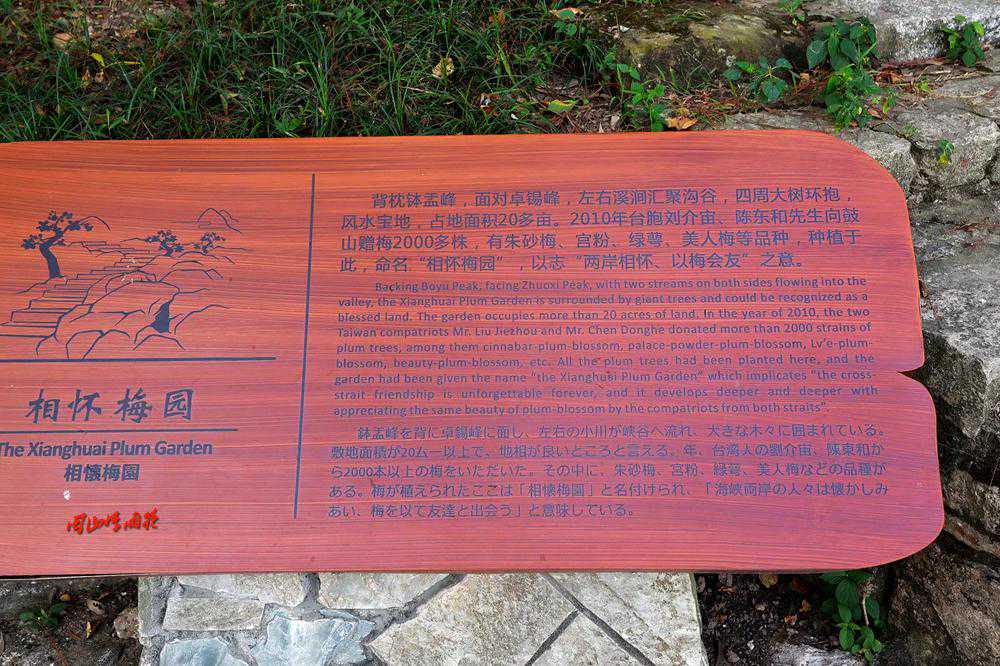 相怀梅园
The Xianghuai Plum Garden
相懷梅園
背枕钵盂峰，面对卓锡峰，左右溪涧汇聚沟谷，四周大树环抱，
风水宝地，占地面积20多亩。2010年台胞刘介宙、陈东和先生向鼓
山赠梅2000多株，有朱砂梅、宫粉、绿萼、美人梅等品种，种植于
此，命名“相怀梅园”，以志“两岸相怀、以梅会友”之意。
Backing Boyu Peak, facing Zhuoxi Peak, with two streams on both sides flowing into the
valley, the Xianghuai Plum Garden is surrounded by giant trees and could be recognized as a
blessed land. The garden occupies more than 20 acres of land. In the year of 2010, the two
Taiwan compatriots Mr. Liu Jiezhou and Mr. Chen Donghe donated more than 2000 strains of
plum trees, among them cinnabar-plum-blossom, palace-powder-plum-blossom, Lv'e-plum-
blossom, beauty-plum-blossom, etc. All the plum trees had been planted here, and the
garden had been given the name "the Xianghuai Plum Garden" which implicates "the cross-
strait friendship is unforgettable forever, and it develops deeper and deeper with
appreciating the same beauty of plum-blossom by the compatriots from both straits".
鉢盂峰を背に卓錫峰に面し、左右の小川が峡谷へ流れ、大きな木々に囲まれている。
敷地面積が20ムー以上で、地相が良いところと言える。年、台湾人の劉介宙、陳東和か
ら2000本以上の梅をいただいた。その中に、朱砂梅、宮粉、緑萼、美人梅などの品種が
ある。梅が植えられたここは「相懐梅園」と名付けられ、「海峡両岸の人々は懐かしみ
あい、梅を以て友達と出会う」と意味している。